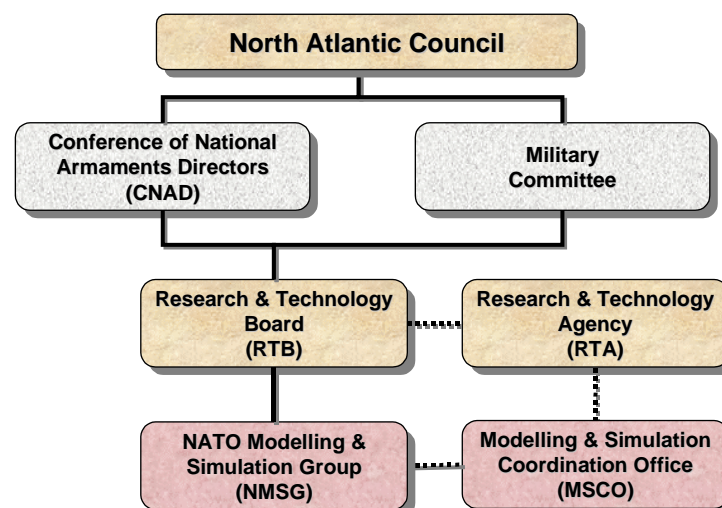 North Atlantic Council
Conference of National
Armaments Directors
(CNAD)
Military
Committee
Research & Technology
Board
(RTB)
Research & Technology
Agency
(RTA)
NATO Modelling &
Simulation Group
(NMSG)
Modelling & Simulation
Coordination Office
(MSCO)